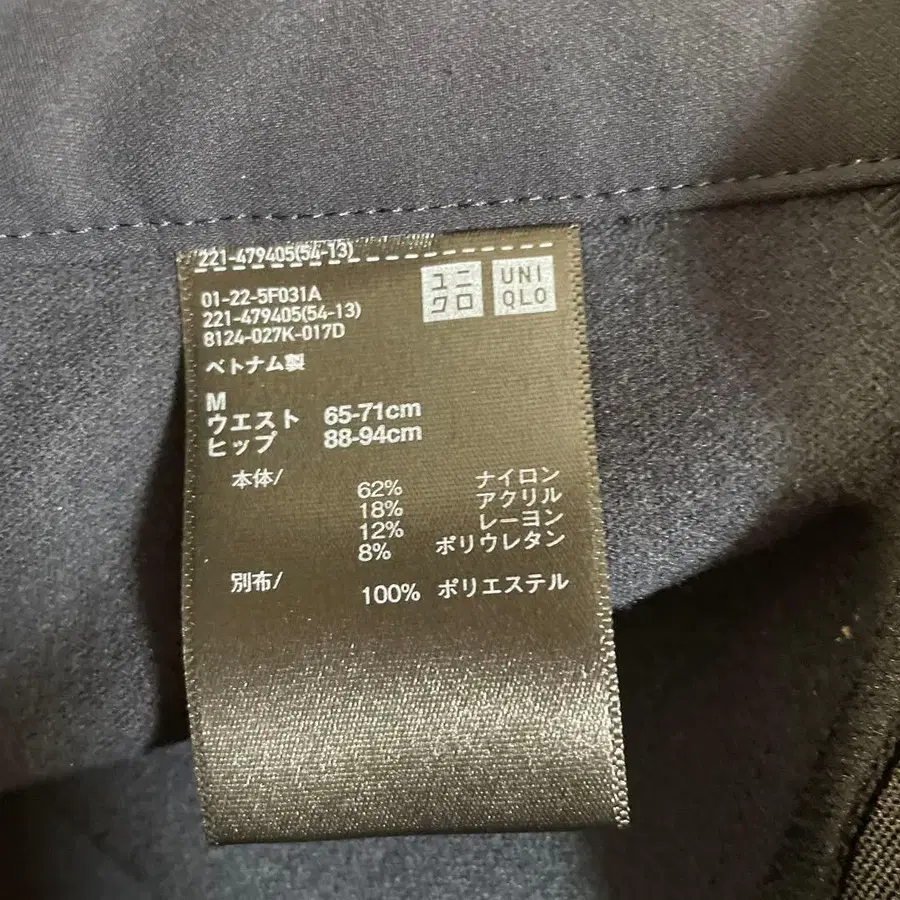 221-479405(54-13)
ユニ
クロ
UNI
QLO
01-22-5F031A
221-479405(54-13)
8124-027K-017D
ベトナム製
M
ウエスト 65-71cm
ヒップ 88-94cm
本体/
62% ナイロン
18% アクリル
12% レーヨン
8% ポリウレタン
別布/
100% ポリエステル